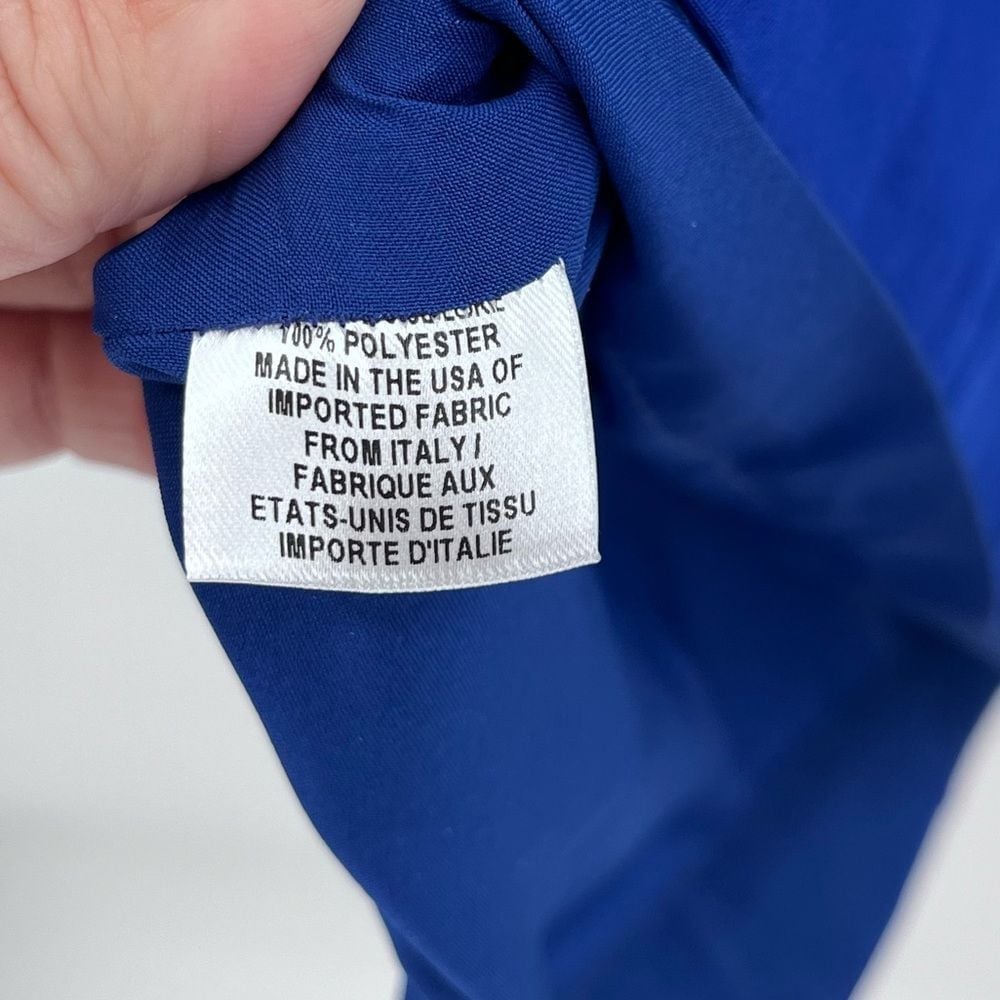 100% POLYESTER
MADE IN THE USA OF
IMPORTED FABRIC
FROM ITALY /
FABRIQUE AUX
ETATS-UNIS DE TISSU
IMPORTE D'ITALIE